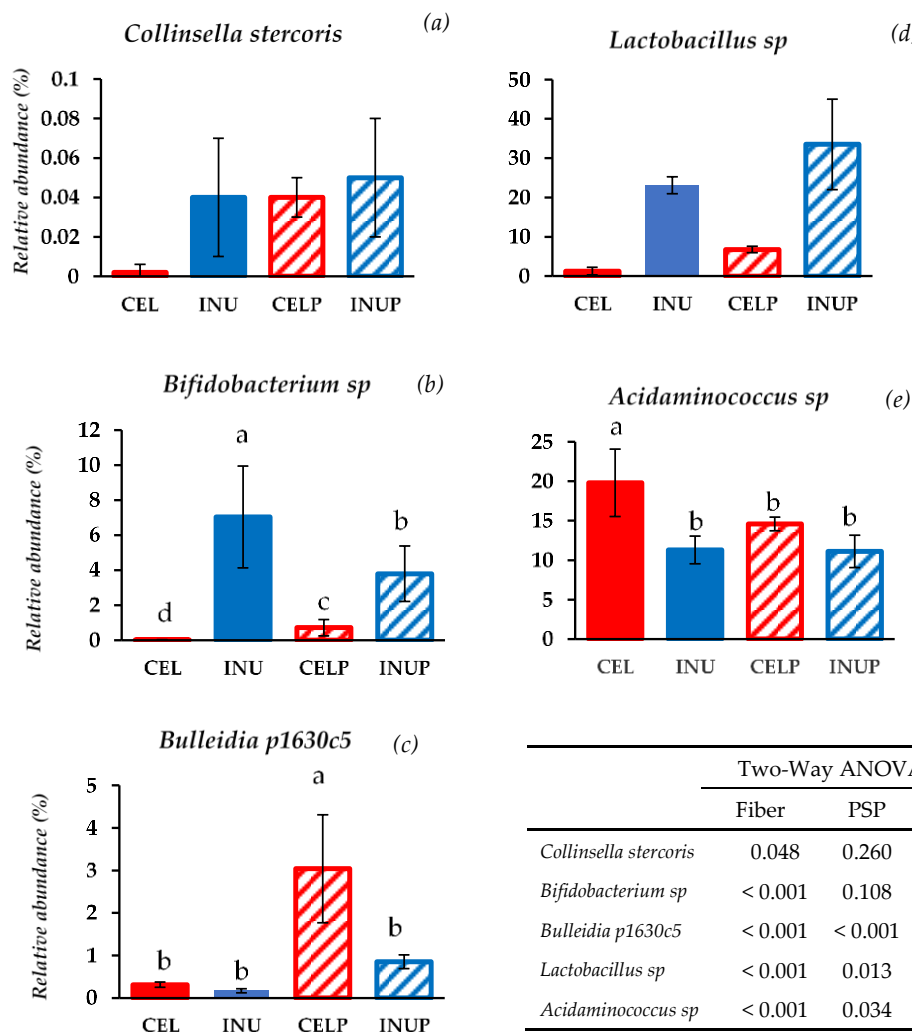 Collinsella stercoris (a)
Relative abundance (%)
0.1
0.08
0.06
0.04
0.02
0
CEL INU CELP INUP
Lactobacillus sp (d)
50
40
30
20
10
0
CEL INU CELP INUP
Bifidobacterium sp (b)
Relative abundance (%)
12
10
8
6
4
2
0
d a c b
CEL INU CELP INUP
Acidaminococcus sp (e)
25
20
15
10
5
0
a b b b
CEL INU CELP INUP
Bulleidia p1630c5 (c)
Relative abundance (%)
5
4
3
2
1
0
b b a b
CEL INU CELP INUP
Two-Way ANOVA
Fiber PSP
Collinsella stercoris 0.048 0.260
Bifidobacterium sp < 0.001 0.108
Bulleidia p1630c5 < 0.001 < 0.001
Lactobacillus sp < 0.001 0.013
Acidaminococcus sp < 0.001 0.034